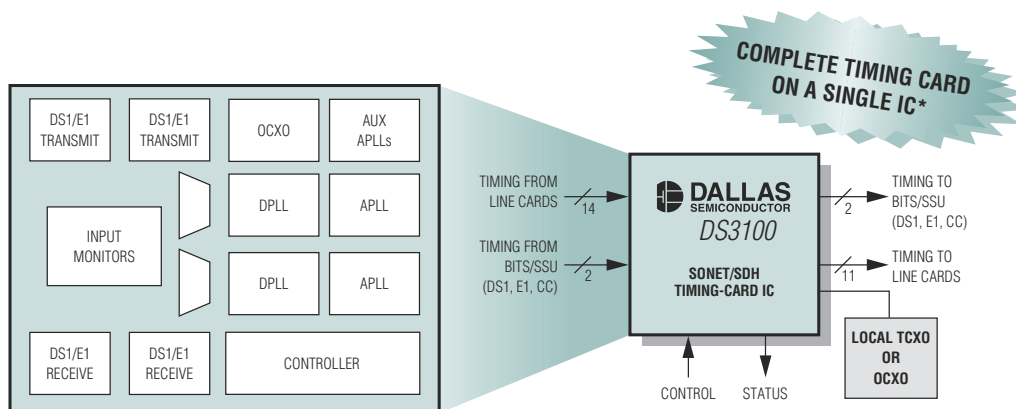 COMPLETE TIMING CARD
ON A SINGLE IC*
DS1/E1
TRANSMIT
DS1/E1
TRANSMIT
OCXO
AUX
APLLs
INPUT
MONITORS
DPLL
APLL
DPLL
APLL
DS1/E1
RECEIVE
DS1/E1
RECEIVE
CONTROLLER
TIMING FROM
LINE CARDS
14
TIMING FROM
BITS/SSU
(DS1, E1, CC)
2
DALLAS
SEMICONDUCTOR
DS3100
SONET/SDH
TIMING-CARD IC
2
TIMING TO
BITS/SSU
(DS1, E1, CC)
11
TIMING TO
LINE CARDS
LOCAL TCXO
OR
OCXO
CONTROL
STATUS